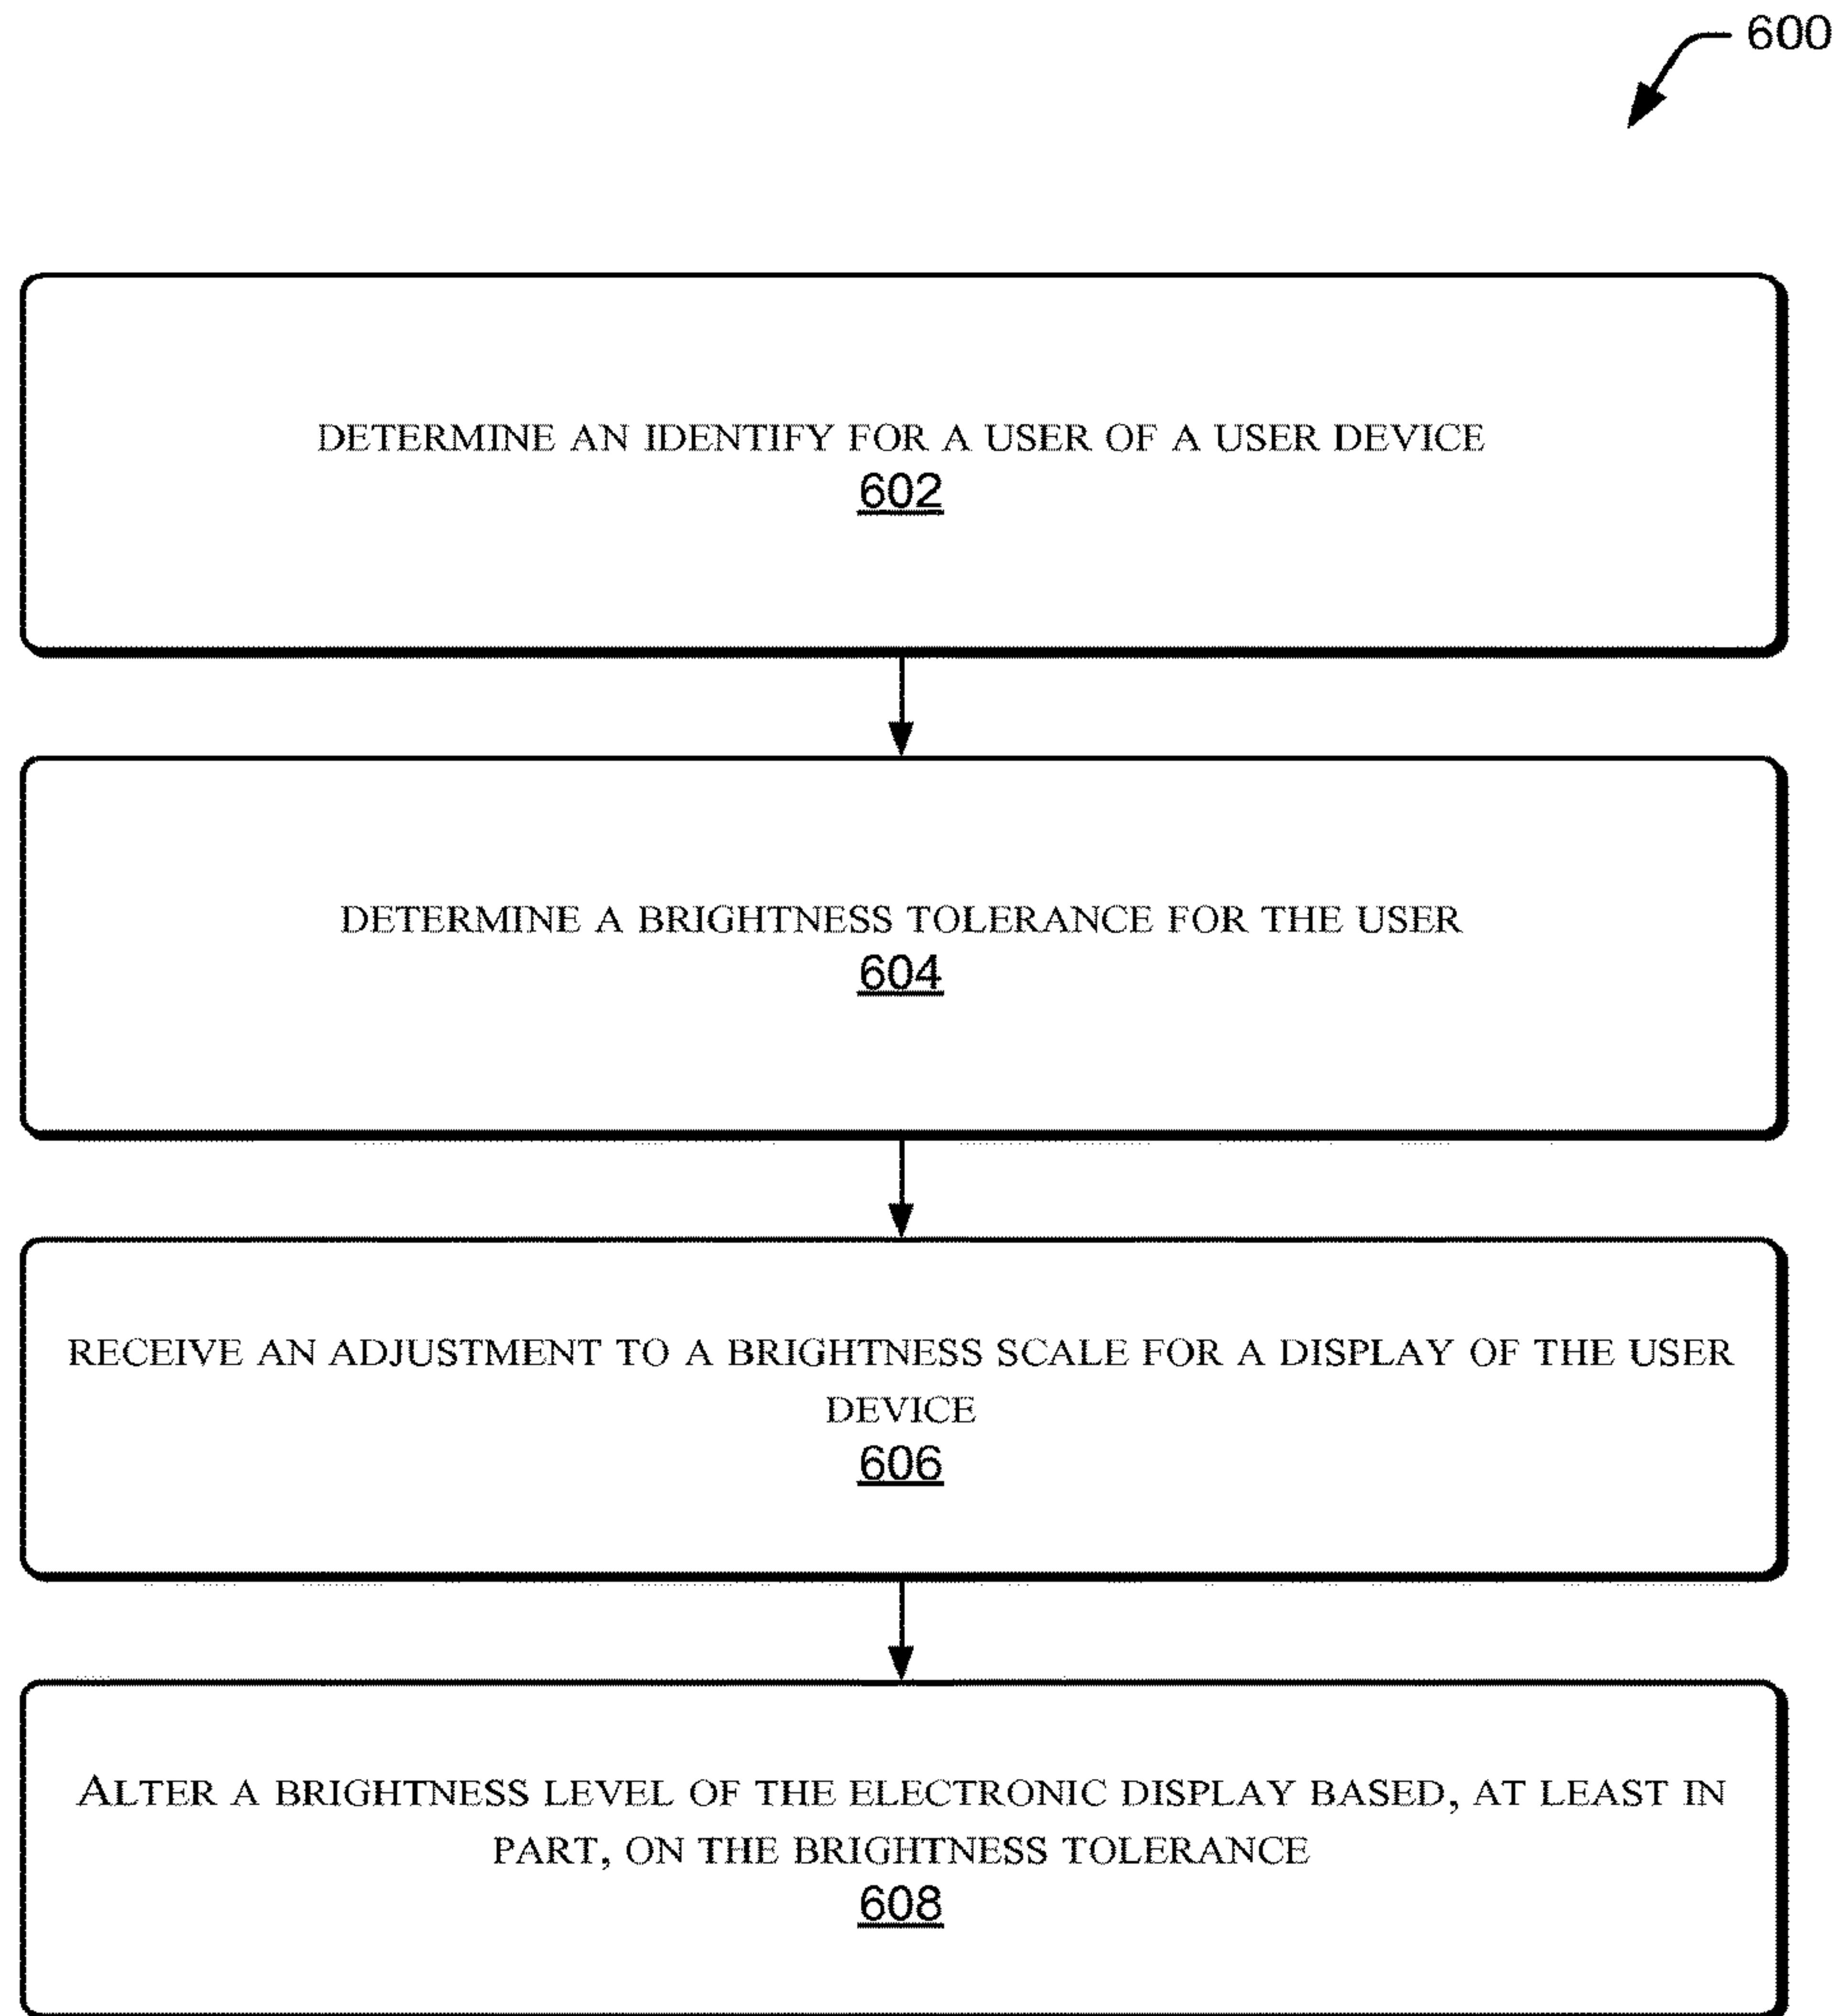 600
DETERMINE AN IDENTIFY FOR A USER OF A USER DEVICE
602
DETERMINE A BRIGHTNESS TOLERANCE FOR THE USER
604
RECEIVE AN ADJUSTMENT TO A BRIGHTNESS SCALE FOR A DISPLAY OF THE USER
DEVICE
606
ALTER A BRIGHTNESS LEVEL OF THE ELECTRONIC DISPLAY BASED, AT LEAST IN
PART, ON THE BRIGHTNESS TOLERANCE
608